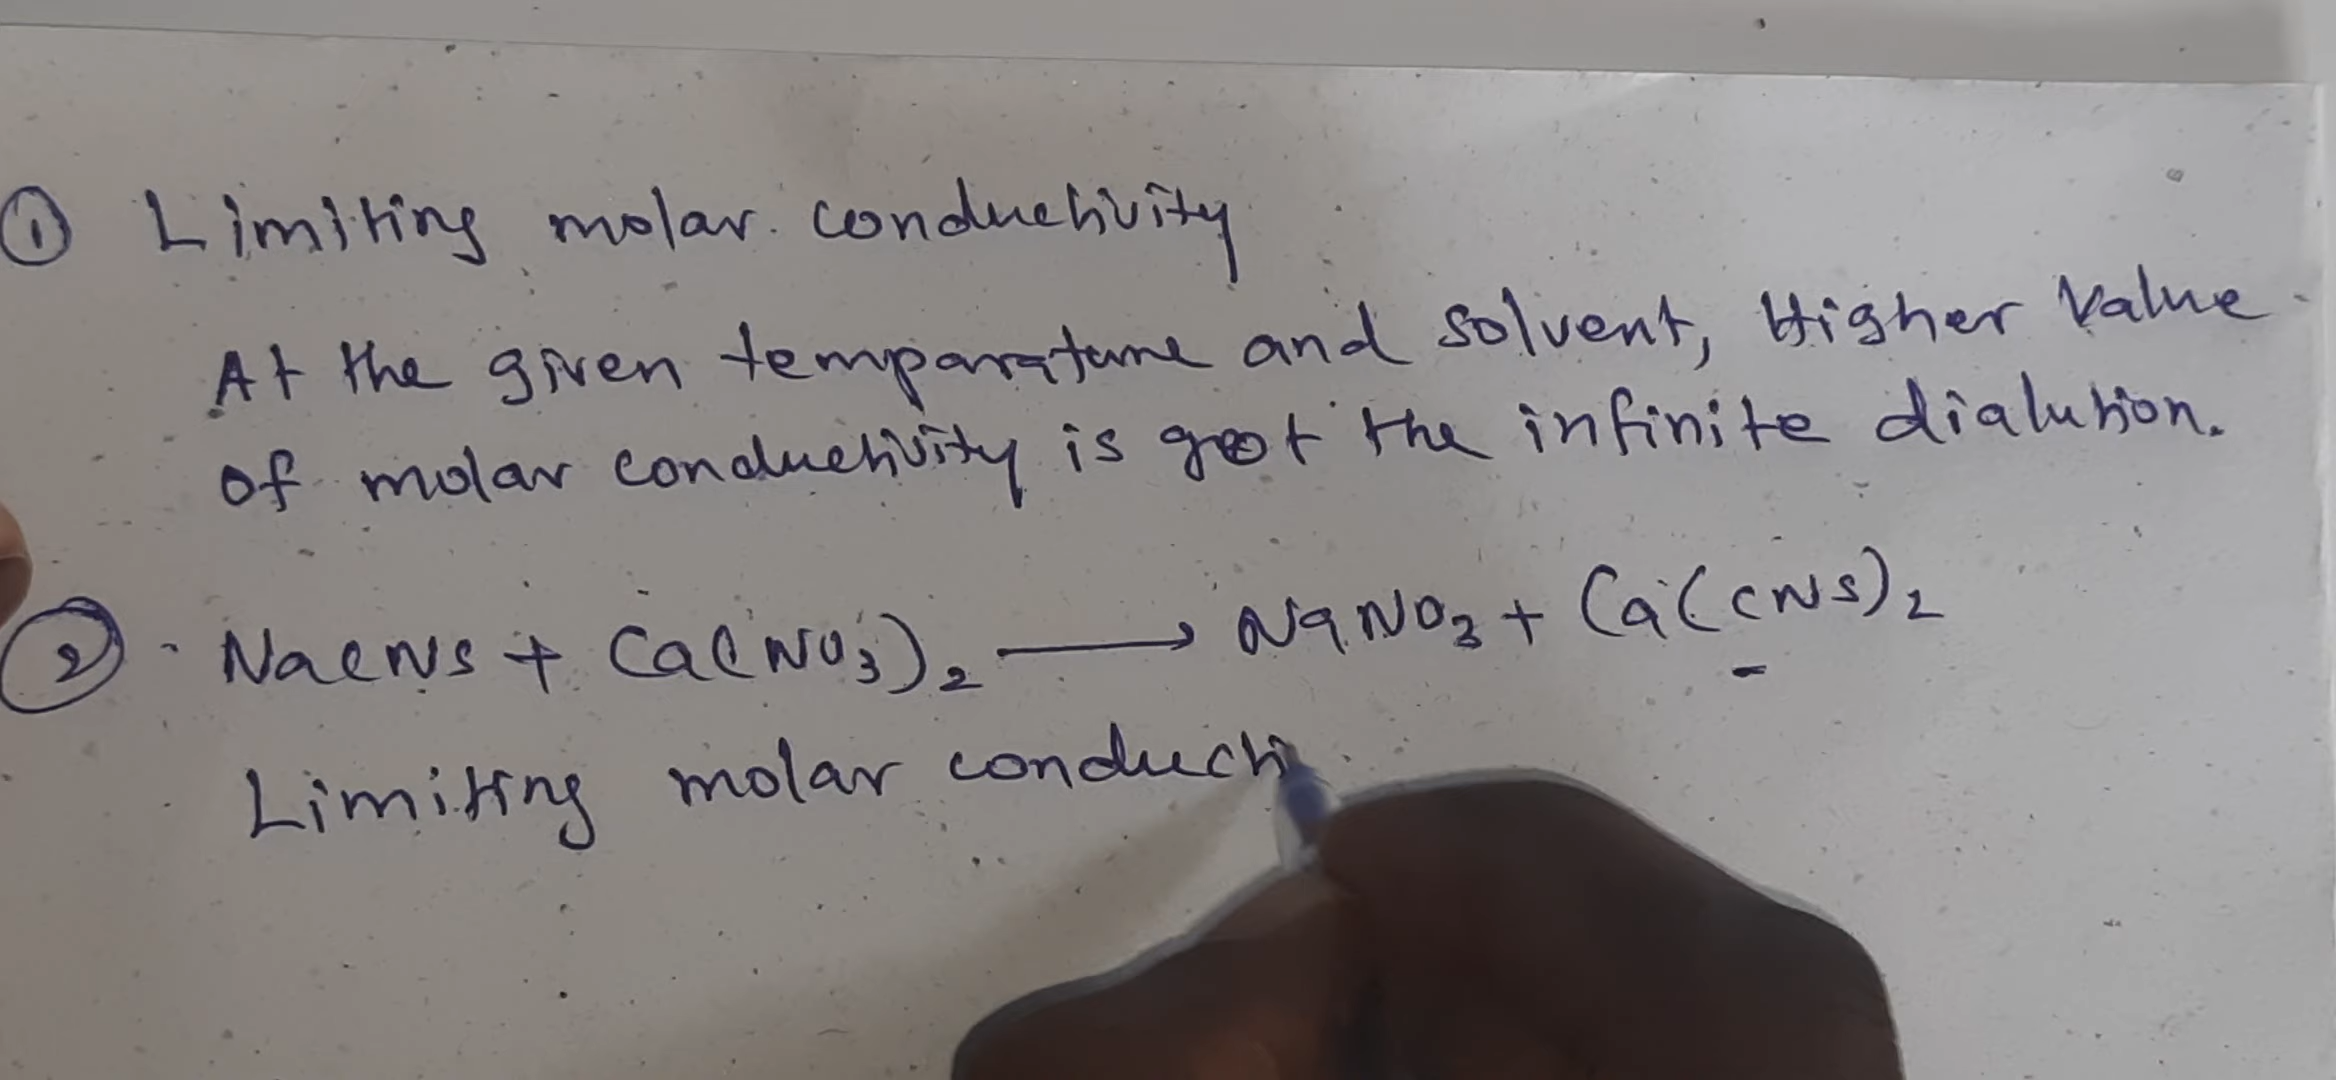 ① Limiting molar conductivity
At the given temparature and solvent, Higher Value
of molar conductivity is got the infinite dialution.
② NaCNS + Ca(NO₃)₂ ⟶ NaNO₃ + Ca(CNS)₂
Limiting molar conducti